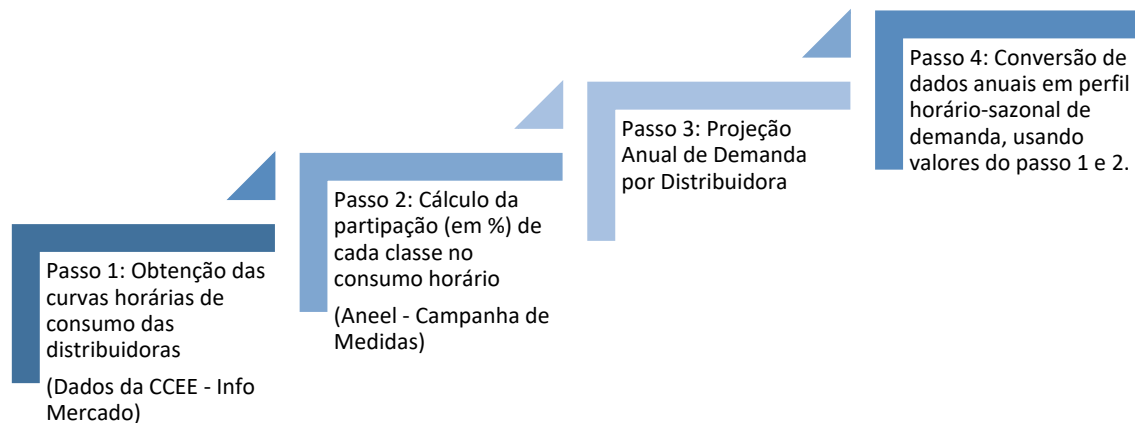 Passo 1: Obtenção das
curvas horárias de
consumo das
distribuidoras
(Dados da CCEE - Info
Mercado)
Passo 2: Cálculo da
partipação (em %) de
cada classe no
consumo horário
(Aneel - Campanha de
Medidas)
Passo 3: Projeção
Anual de Demanda
por Distribuidora
Passo 4: Conversão de
dados anuais em perfil
horário-sazonal de
demanda, usando
valores do passo 1 e 2.